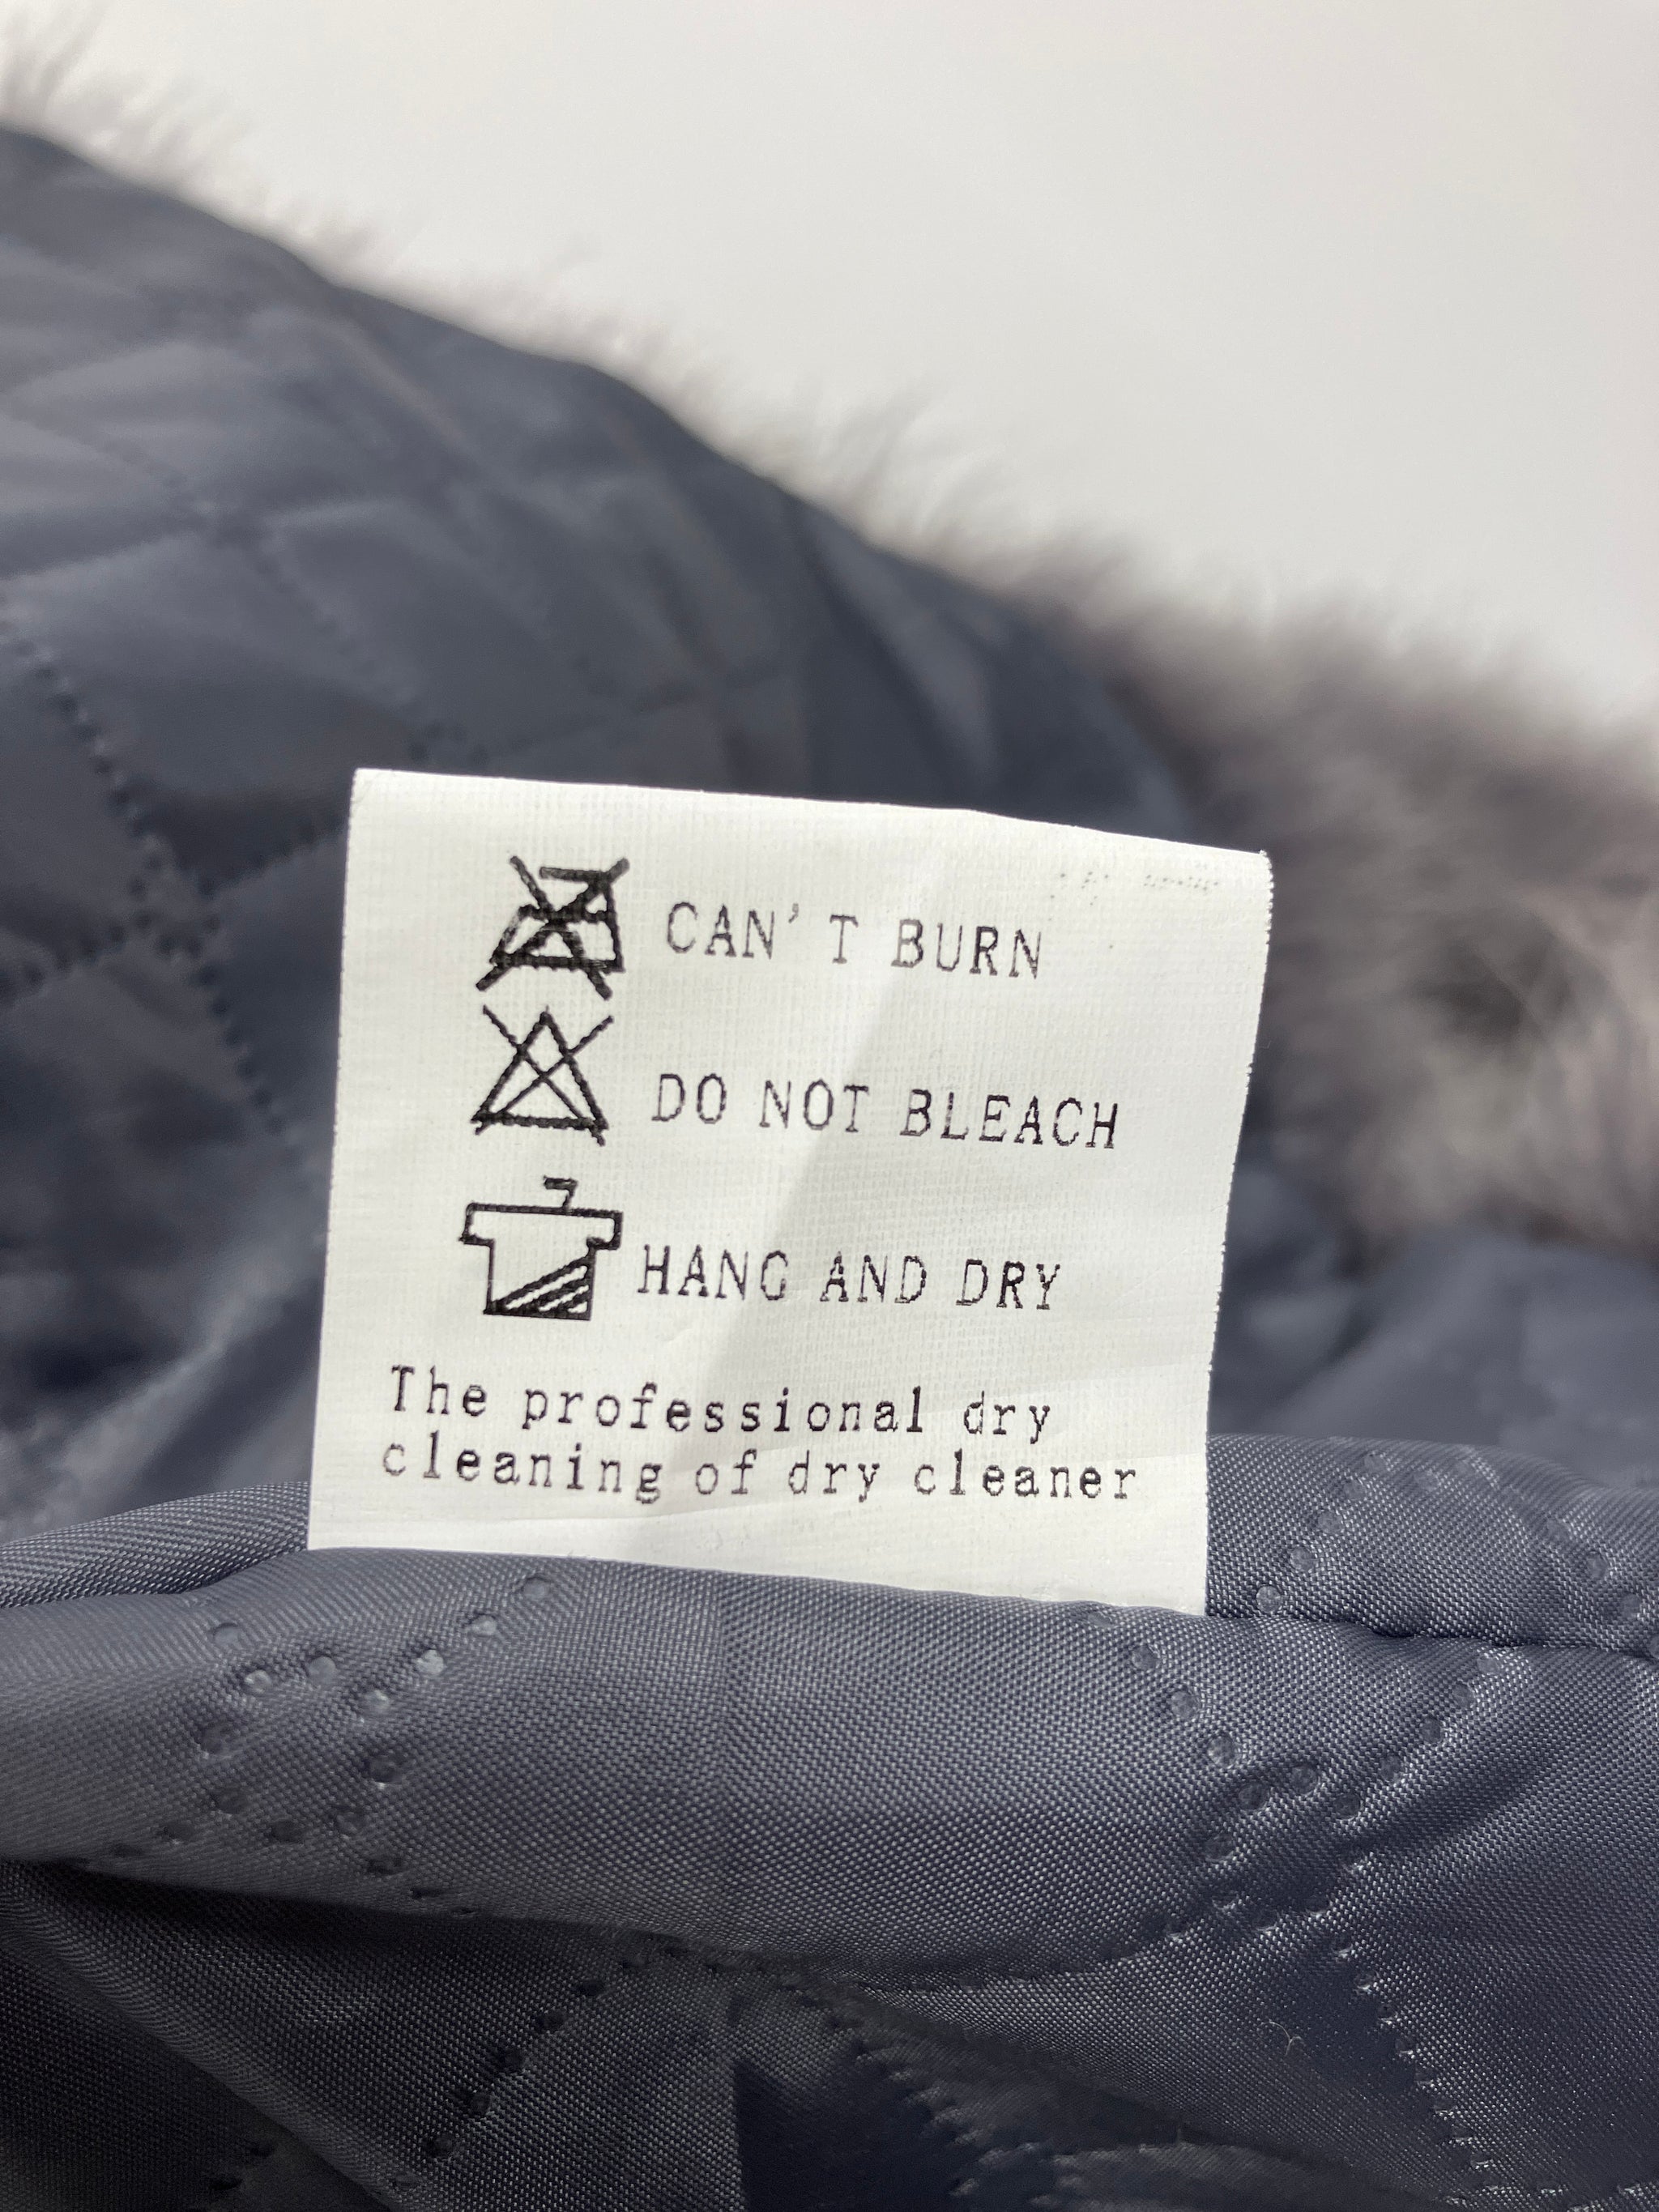 CAN'T BURN
DO NOT BLEACH
HANG AND DRY
The professional dry
cleaning of dry cleaner